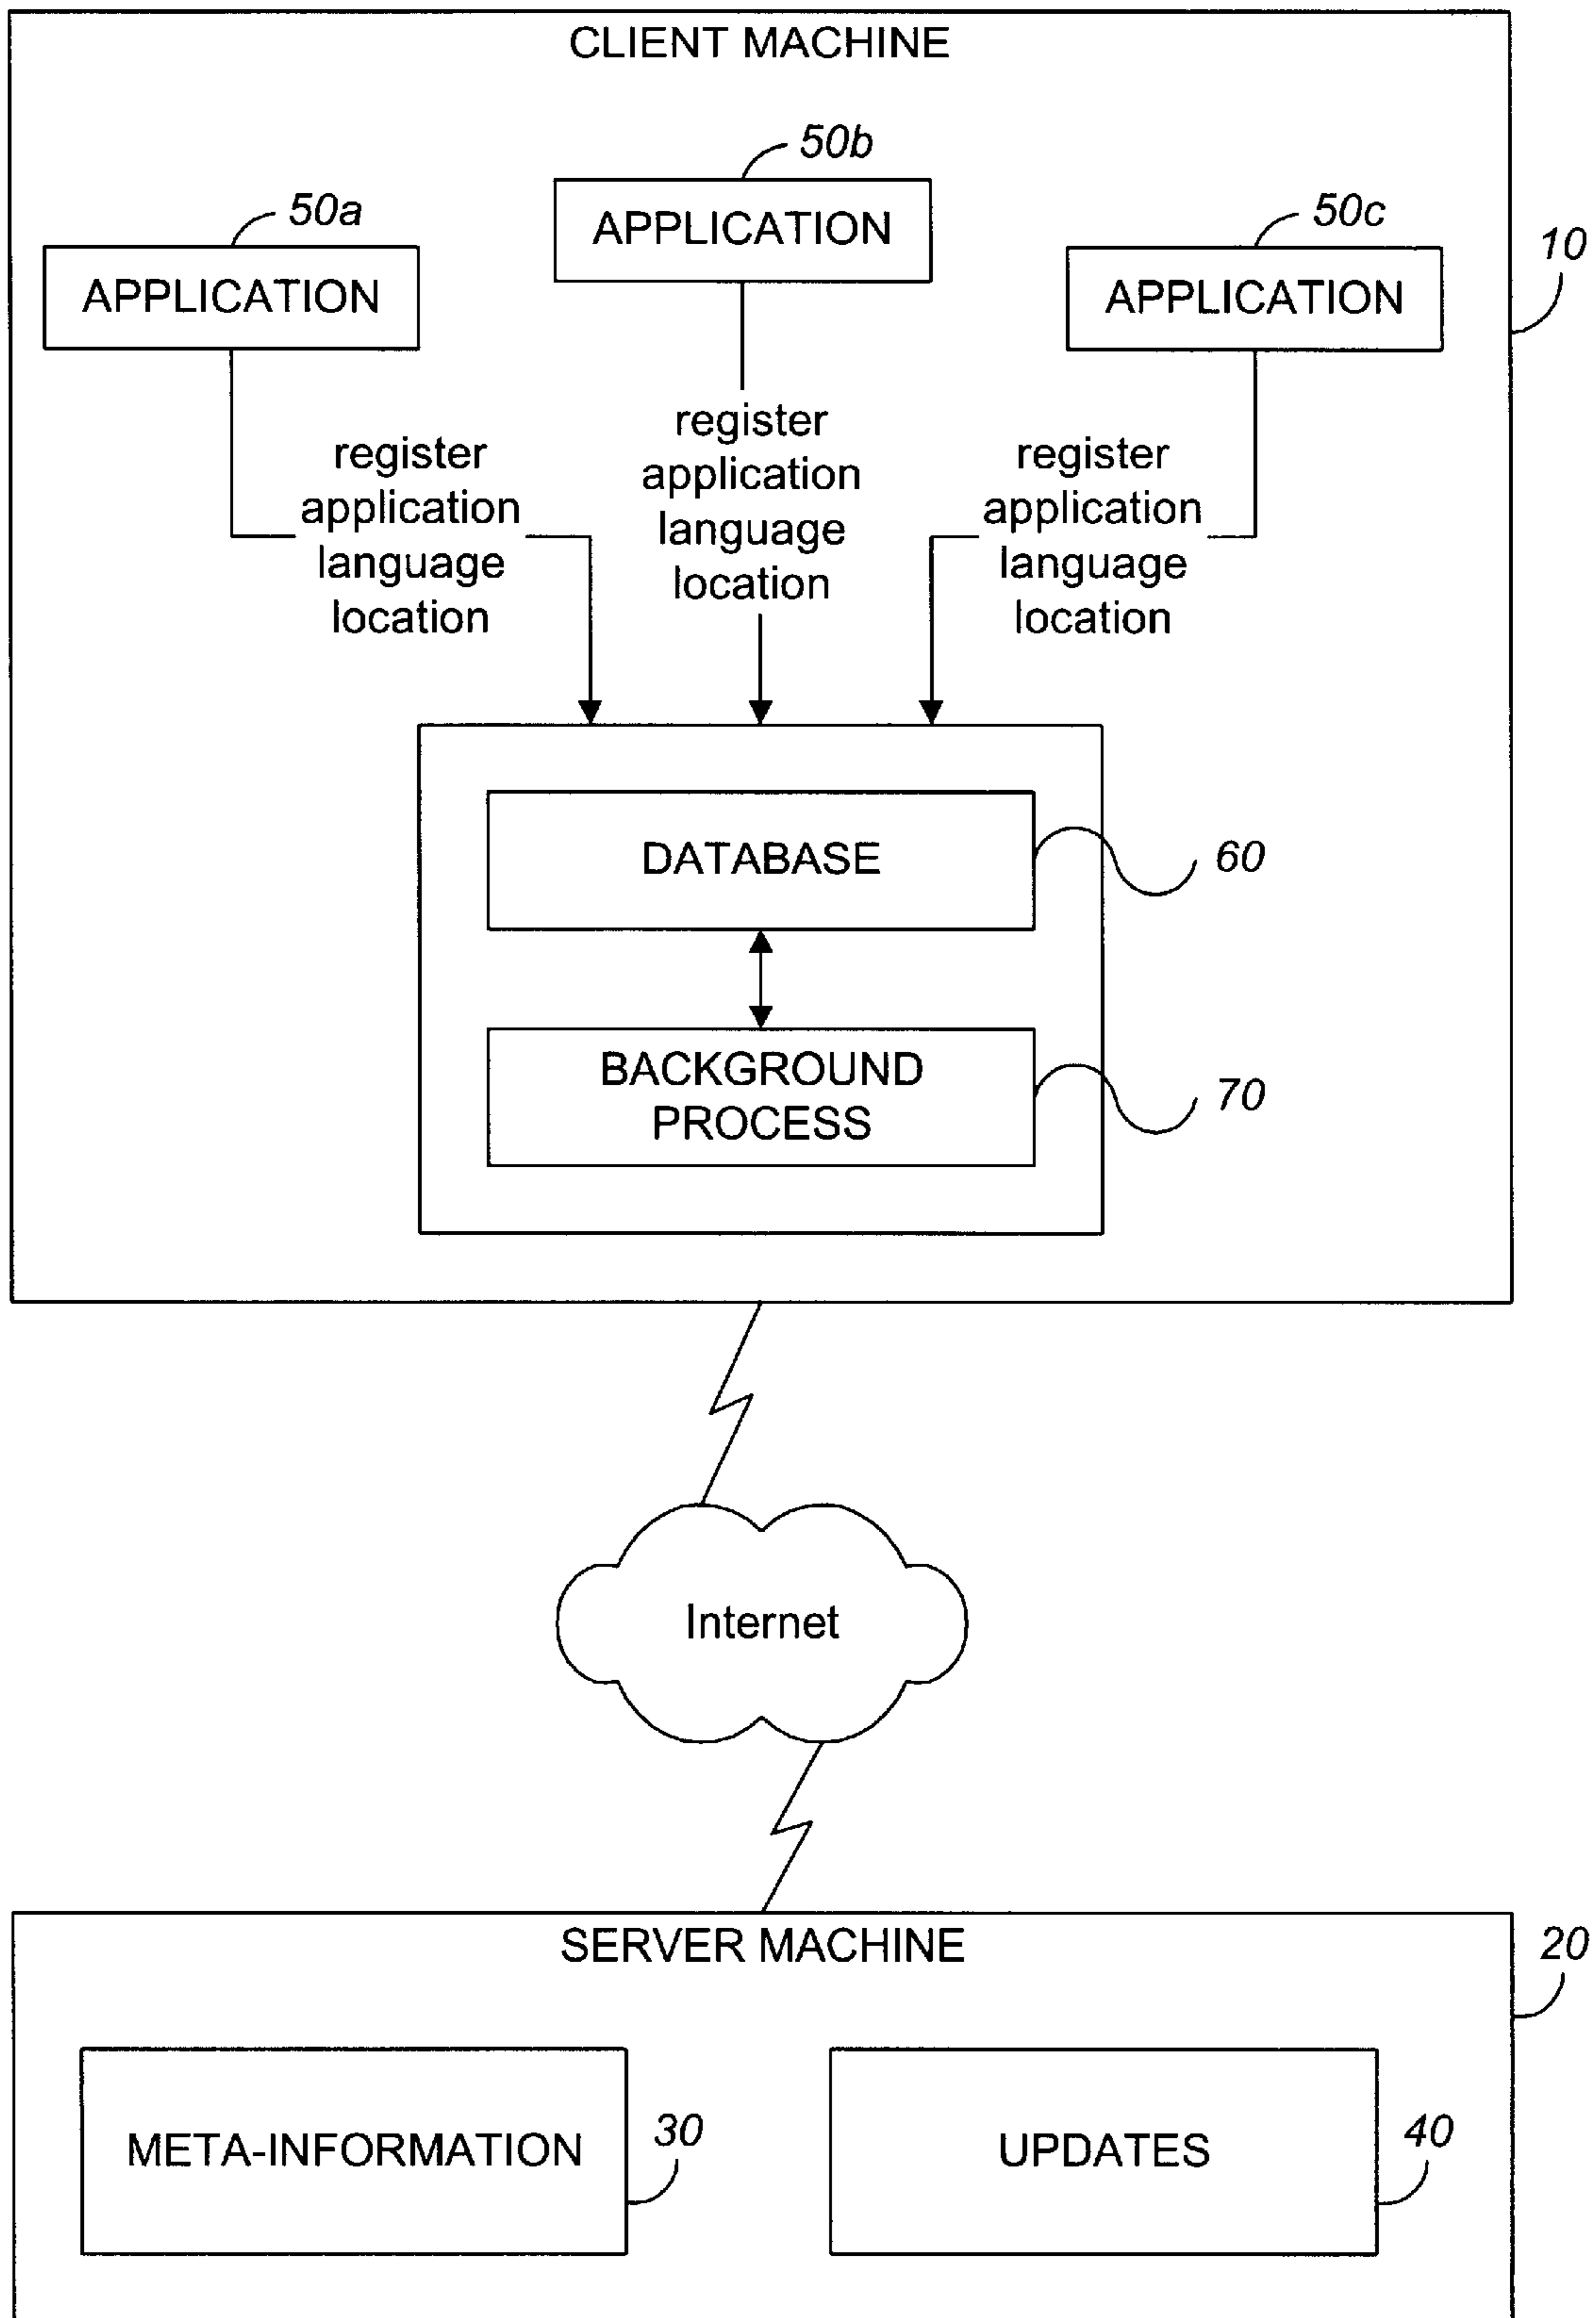 CLIENT MACHINE
50b
50a
50c
10
APPLICATION
APPLICATION
APPLICATION
register
application
language
location
register
application
language
location
register
application
language
location
DATABASE
60
BACKGROUND
PROCESS
70
Internet
SERVER MACHINE
20
META-INFORMATION
30
UPDATES
40